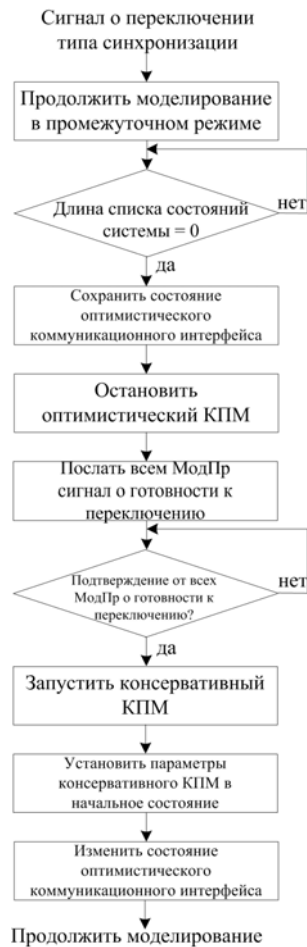 Сигнал о переключении
типа синхронизации
Продолжить моделирование
в промежуточном режиме
Длина списка состояний
системы = 0
нет
да
Сохранить состояние
оптимистического
коммуникационного интерфейса
Остановить
оптимистический КПМ
Послать всем МодПр
сигнал о готовности к
переключению
Подтверждение от всех
МодПр о готовности к
переключению?
нет
да
Запустить консервативный
КПМ
Установить параметры
консервативного КПМ в
начальное состояние
Изменить состояние
оптимистического
коммуникационного интерфейса
Продолжить моделирование